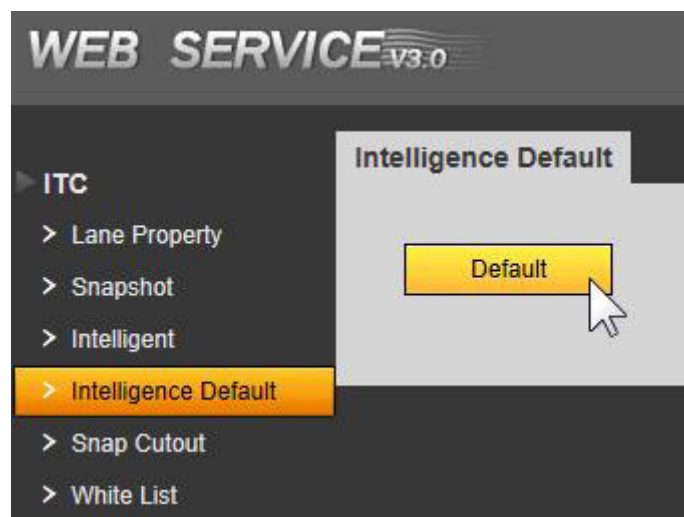 WEB SERVICE V3.0
Intelligence Default
ITC
> Lane Property
Default
> Snapshot
> Intelligent
> Intelligence Default
> Snap Cutout
> White List